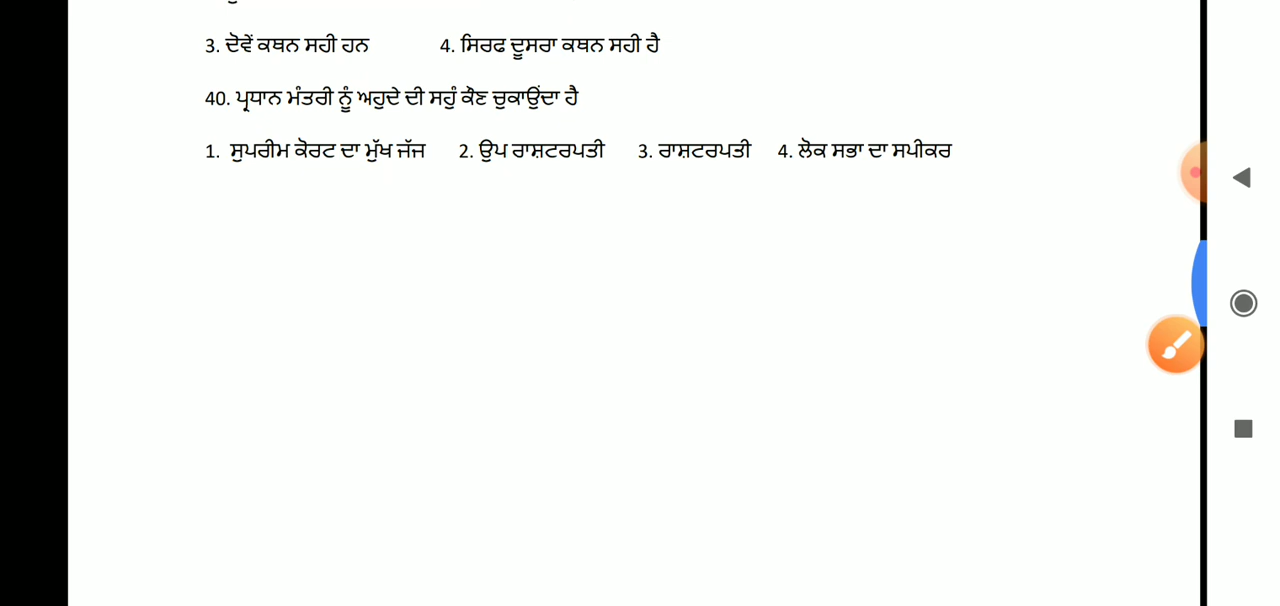 3. ਦੋਵੇਂ ਕਥਨ ਸਹੀ ਹਨ 4. ਸਿਰਫ ਦੂਸਰਾ ਕਥਨ ਸਹੀ ਹੈ
40. ਪ੍ਰਧਾਨ ਮੰਤਰੀ ਨੂੰ ਅਹੁਦੇ ਦੀ ਸਹੁੰ ਕੌਣ ਚੁਕਾਉਂਦਾ ਹੈ
1. ਸੁਪਰੀਮ ਕੋਰਟ ਦਾ ਮੁੱਖ ਜੱਜ 2. ਉਪ ਰਾਸ਼ਟਰਪਤੀ 3. ਰਾਸ਼ਟਰਪਤੀ 4. ਲੋਕ ਸਭਾ ਦਾ ਸਪੀਕਰ